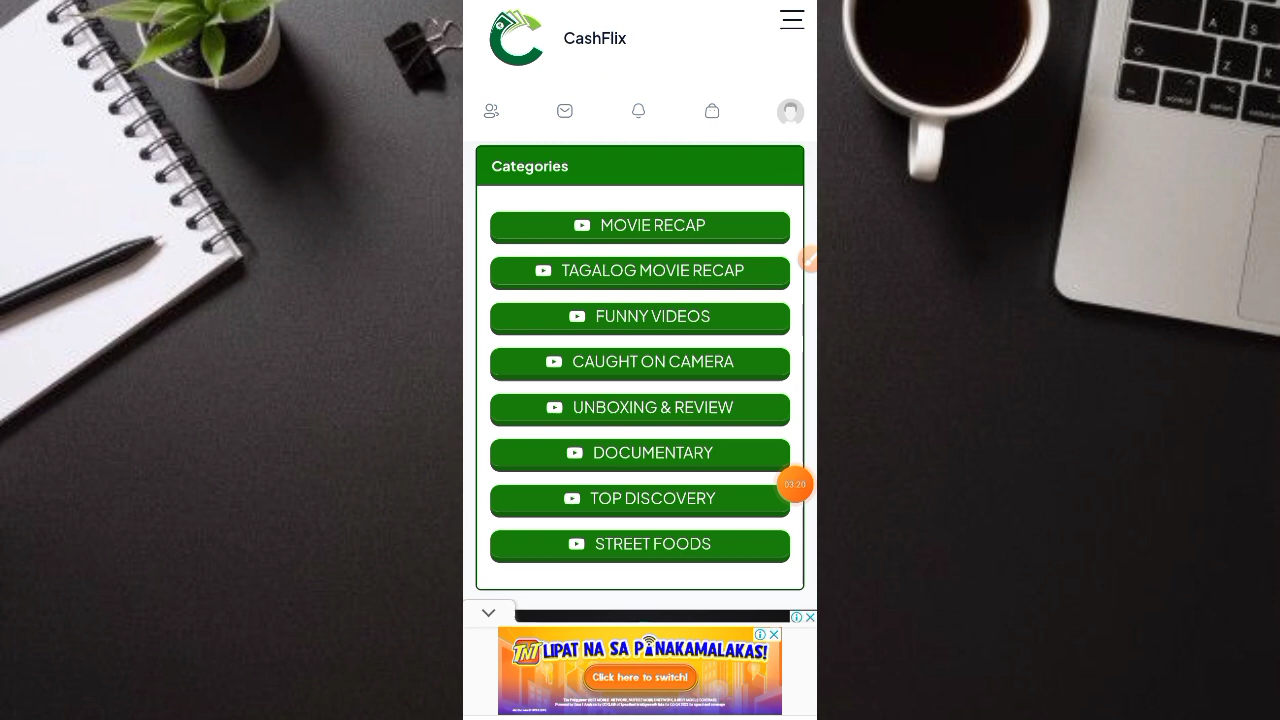 CashFlix
Categories
MOVIE RECAP
TAGALOG MOVIE RECAP
FUNNY VIDEOS
CAUGHT ON CAMERA
UNBOXING & REVIEW
DOCUMENTARY
TOP DISCOVERY
03:20
STREET FOODS
TNT LIPAT NA SA PINAKAMALAKAS!
Click here to switch!